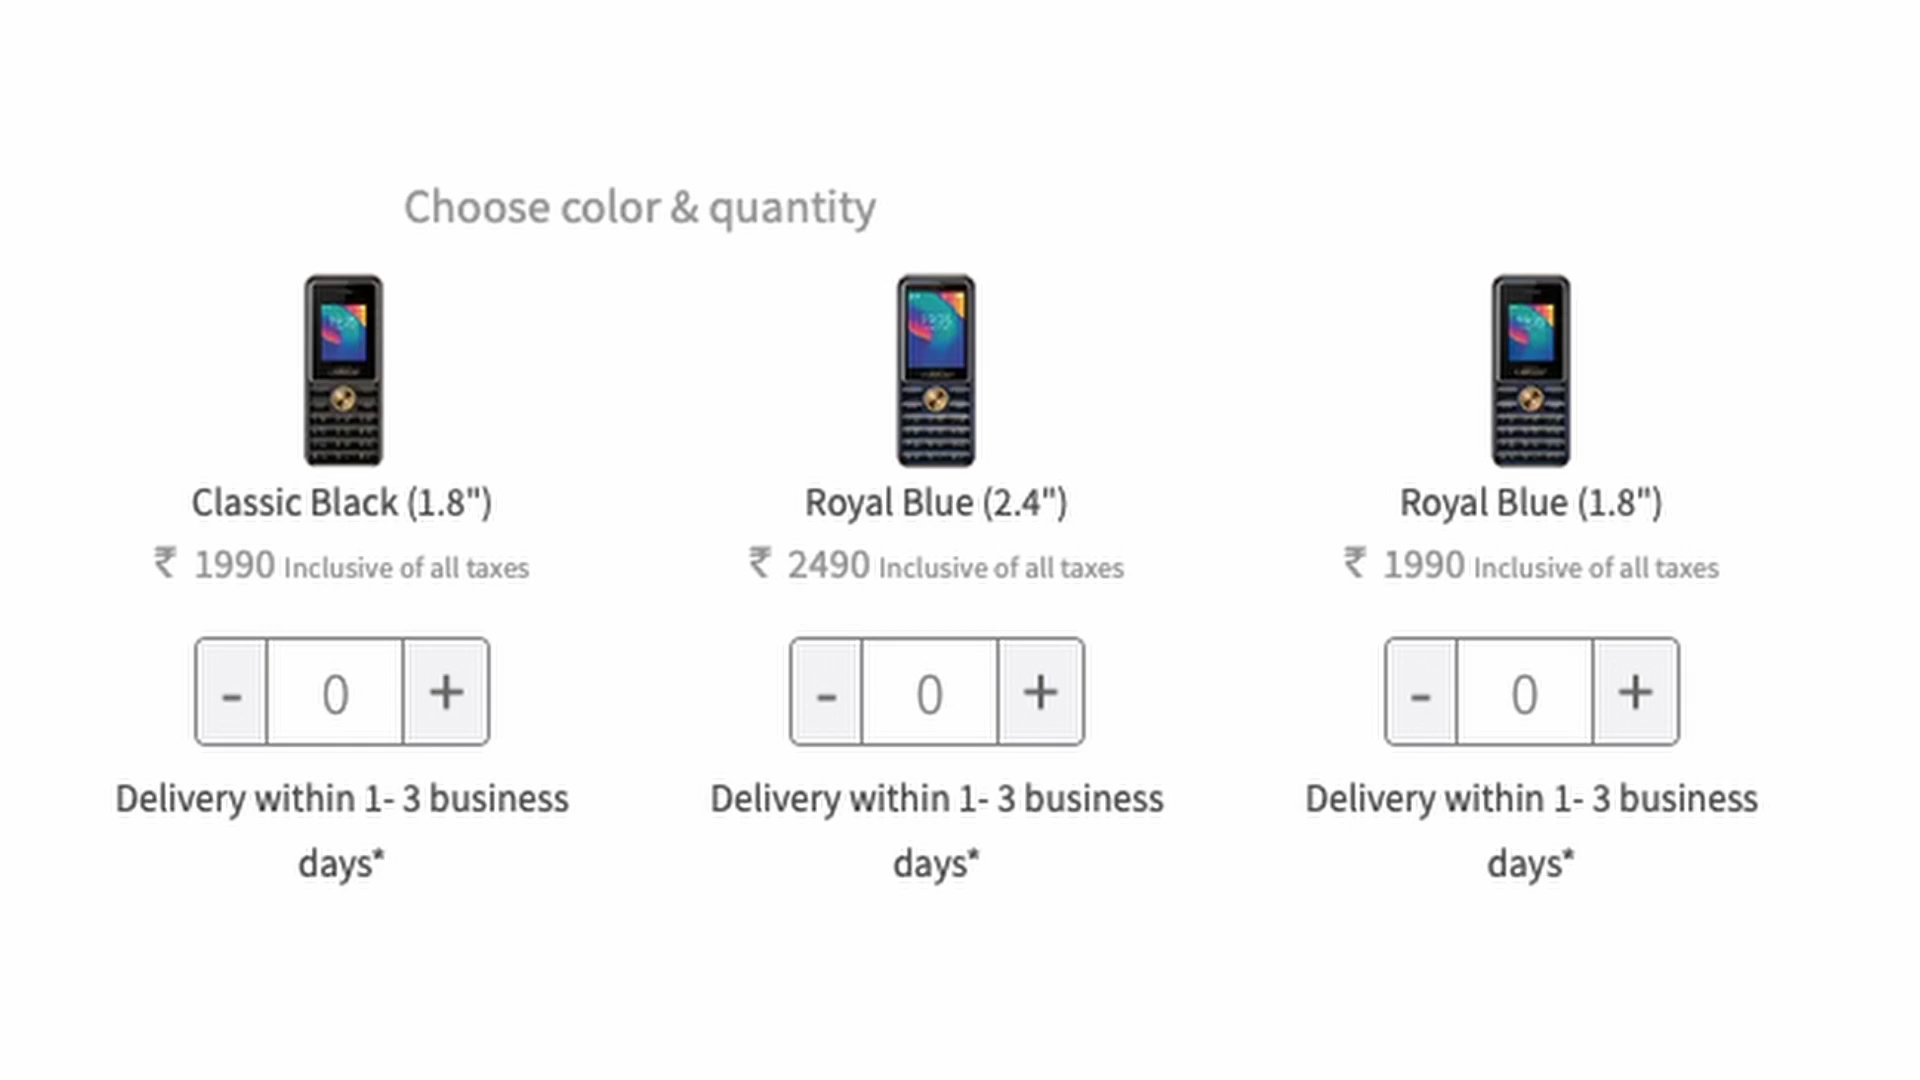 Choose color & quantity
Classic Black (1.8")
₹ 1990 Inclusive of all taxes
- 0 +
Delivery within 1- 3 business
days*
Royal Blue (2.4")
₹ 2490 Inclusive of all taxes
- 0 +
Delivery within 1- 3 business
days*
Royal Blue (1.8")
₹ 1990 Inclusive of all taxes
- 0 +
Delivery within 1- 3 business
days*